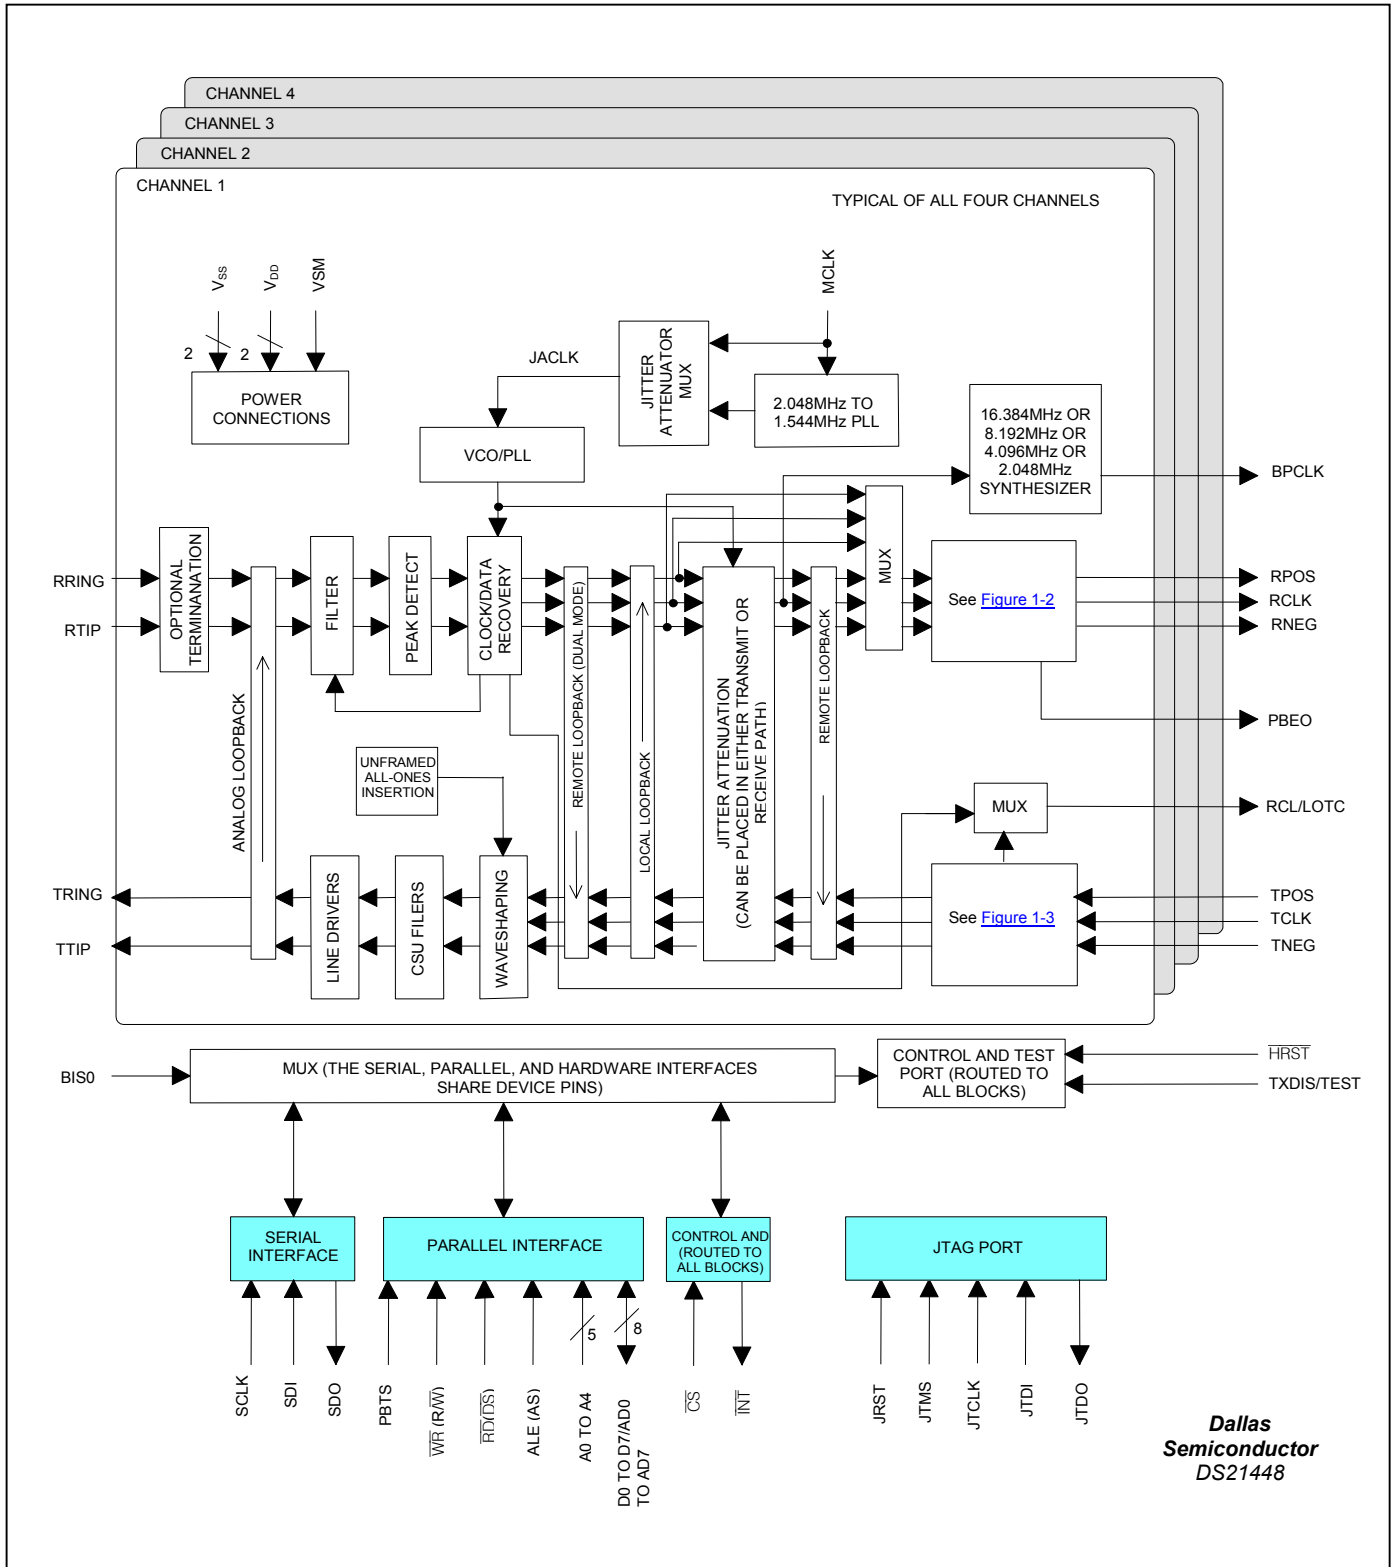 CHANNEL 4
CHANNEL 3
CHANNEL 2
CHANNEL 1
TYPICAL OF ALL FOUR CHANNELS
VSS
VDD
VSM
MCLK
2
2
POWER
CONNECTIONS
JACLK
JITTER
ATTENUATOR
MUX
2.048MHz TO
1.544MHz PLL
16.384MHz OR
8.192MHz OR
4.096MHz OR
2.048MHz
SYNTHESIZER
BPCLK
VCO/PLL
RRING
RTIP
OPTIONAL
TERMINANATION
ANALOG LOOPBACK
FILTER
PEAK DETECT
CLOCK/DATA
RECOVERY
REMOTE LOOPBACK (DUAL MODE)
LOCAL LOOPBACK
JITTER ATTENUATION
(CAN BE PLACED IN EITHER TRANSMIT OR
RECEIVE PATH)
REMOTE LOOPBACK
MUX
See Figure 1-2
RPOS
RCLK
RNEG
PBEO
UNFRAMED
ALL-ONES
INSERTION
MUX
RCL/LOTC
TRING
TTIP
LINE DRIVERS
CSU FILERS
WAVESHAPING
See Figure 1-3
TPOS
TCLK
TNEG
BIS0
MUX (THE SERIAL, PARALLEL, AND HARDWARE INTERFACES
SHARE DEVICE PINS)
CONTROL AND TEST
PORT (ROUTED TO
ALL BLOCKS)
HRST
TXDIS/TEST
SERIAL
INTERFACE
PARALLEL INTERFACE
CONTROL AND
(ROUTED TO
ALL BLOCKS)
JTAG PORT
5
8
SCLK
SDI
SDO
PBTS
WR (R/W)
RD(DS)
ALE (AS)
A0 TO A4
D0 TO D7/AD0
TO AD7
CS
INT
JRST
JTMS
JTCLK
JTDI
JTDO
Dallas
Semiconductor
DS21448